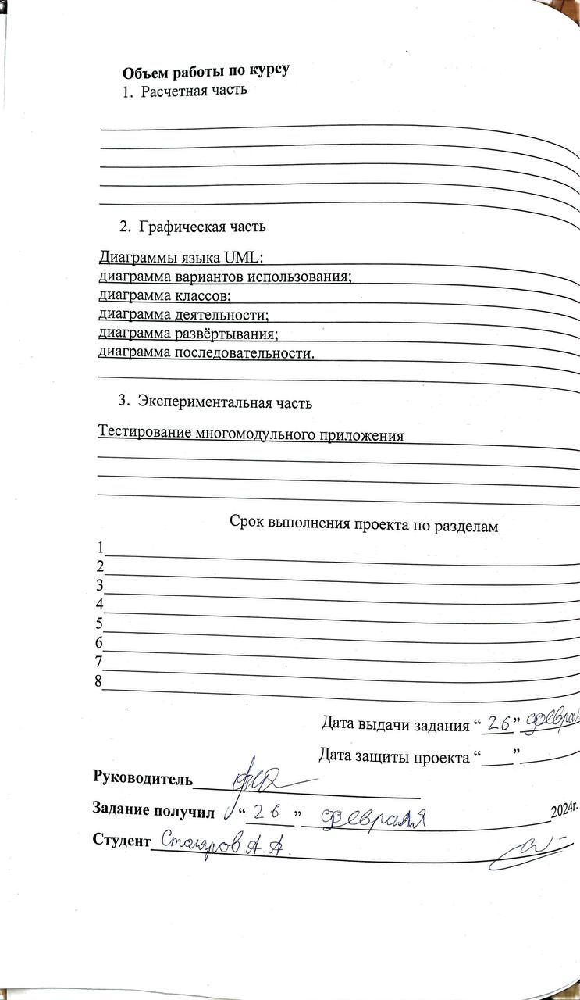 Объем работы по курсу
1. Расчетная часть
2. Графическая часть
Диаграммы языка UML:
диаграмма вариантов использования;
диаграмма классов;
диаграмма деятельности;
диаграмма развёртывания;
диаграмма последовательности.
3. Экспериментальная часть
Тестирование многомодульного приложения
Срок выполнения проекта по разделам
1
2
3
4
5
6
7
8
Дата выдачи задания “ 26 ” февраля
Дата защиты проекта “ ”
Руководитель
Задание получил “ 26 ” февраля 2024г.
Студент Столяров А. А.